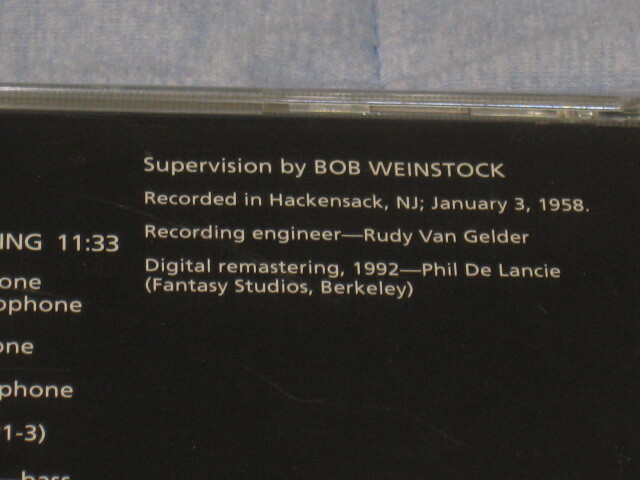 Supervision by BOB WEINSTOCK
Recorded in Hackensack, NJ; January 3, 1958.
Recording engineer—Rudy Van Gelder
Digital remastering, 1992—Phil De Lancie
(Fantasy Studios, Berkeley)
ING 11:33
one
ophone
one
phone
1-3)
bass